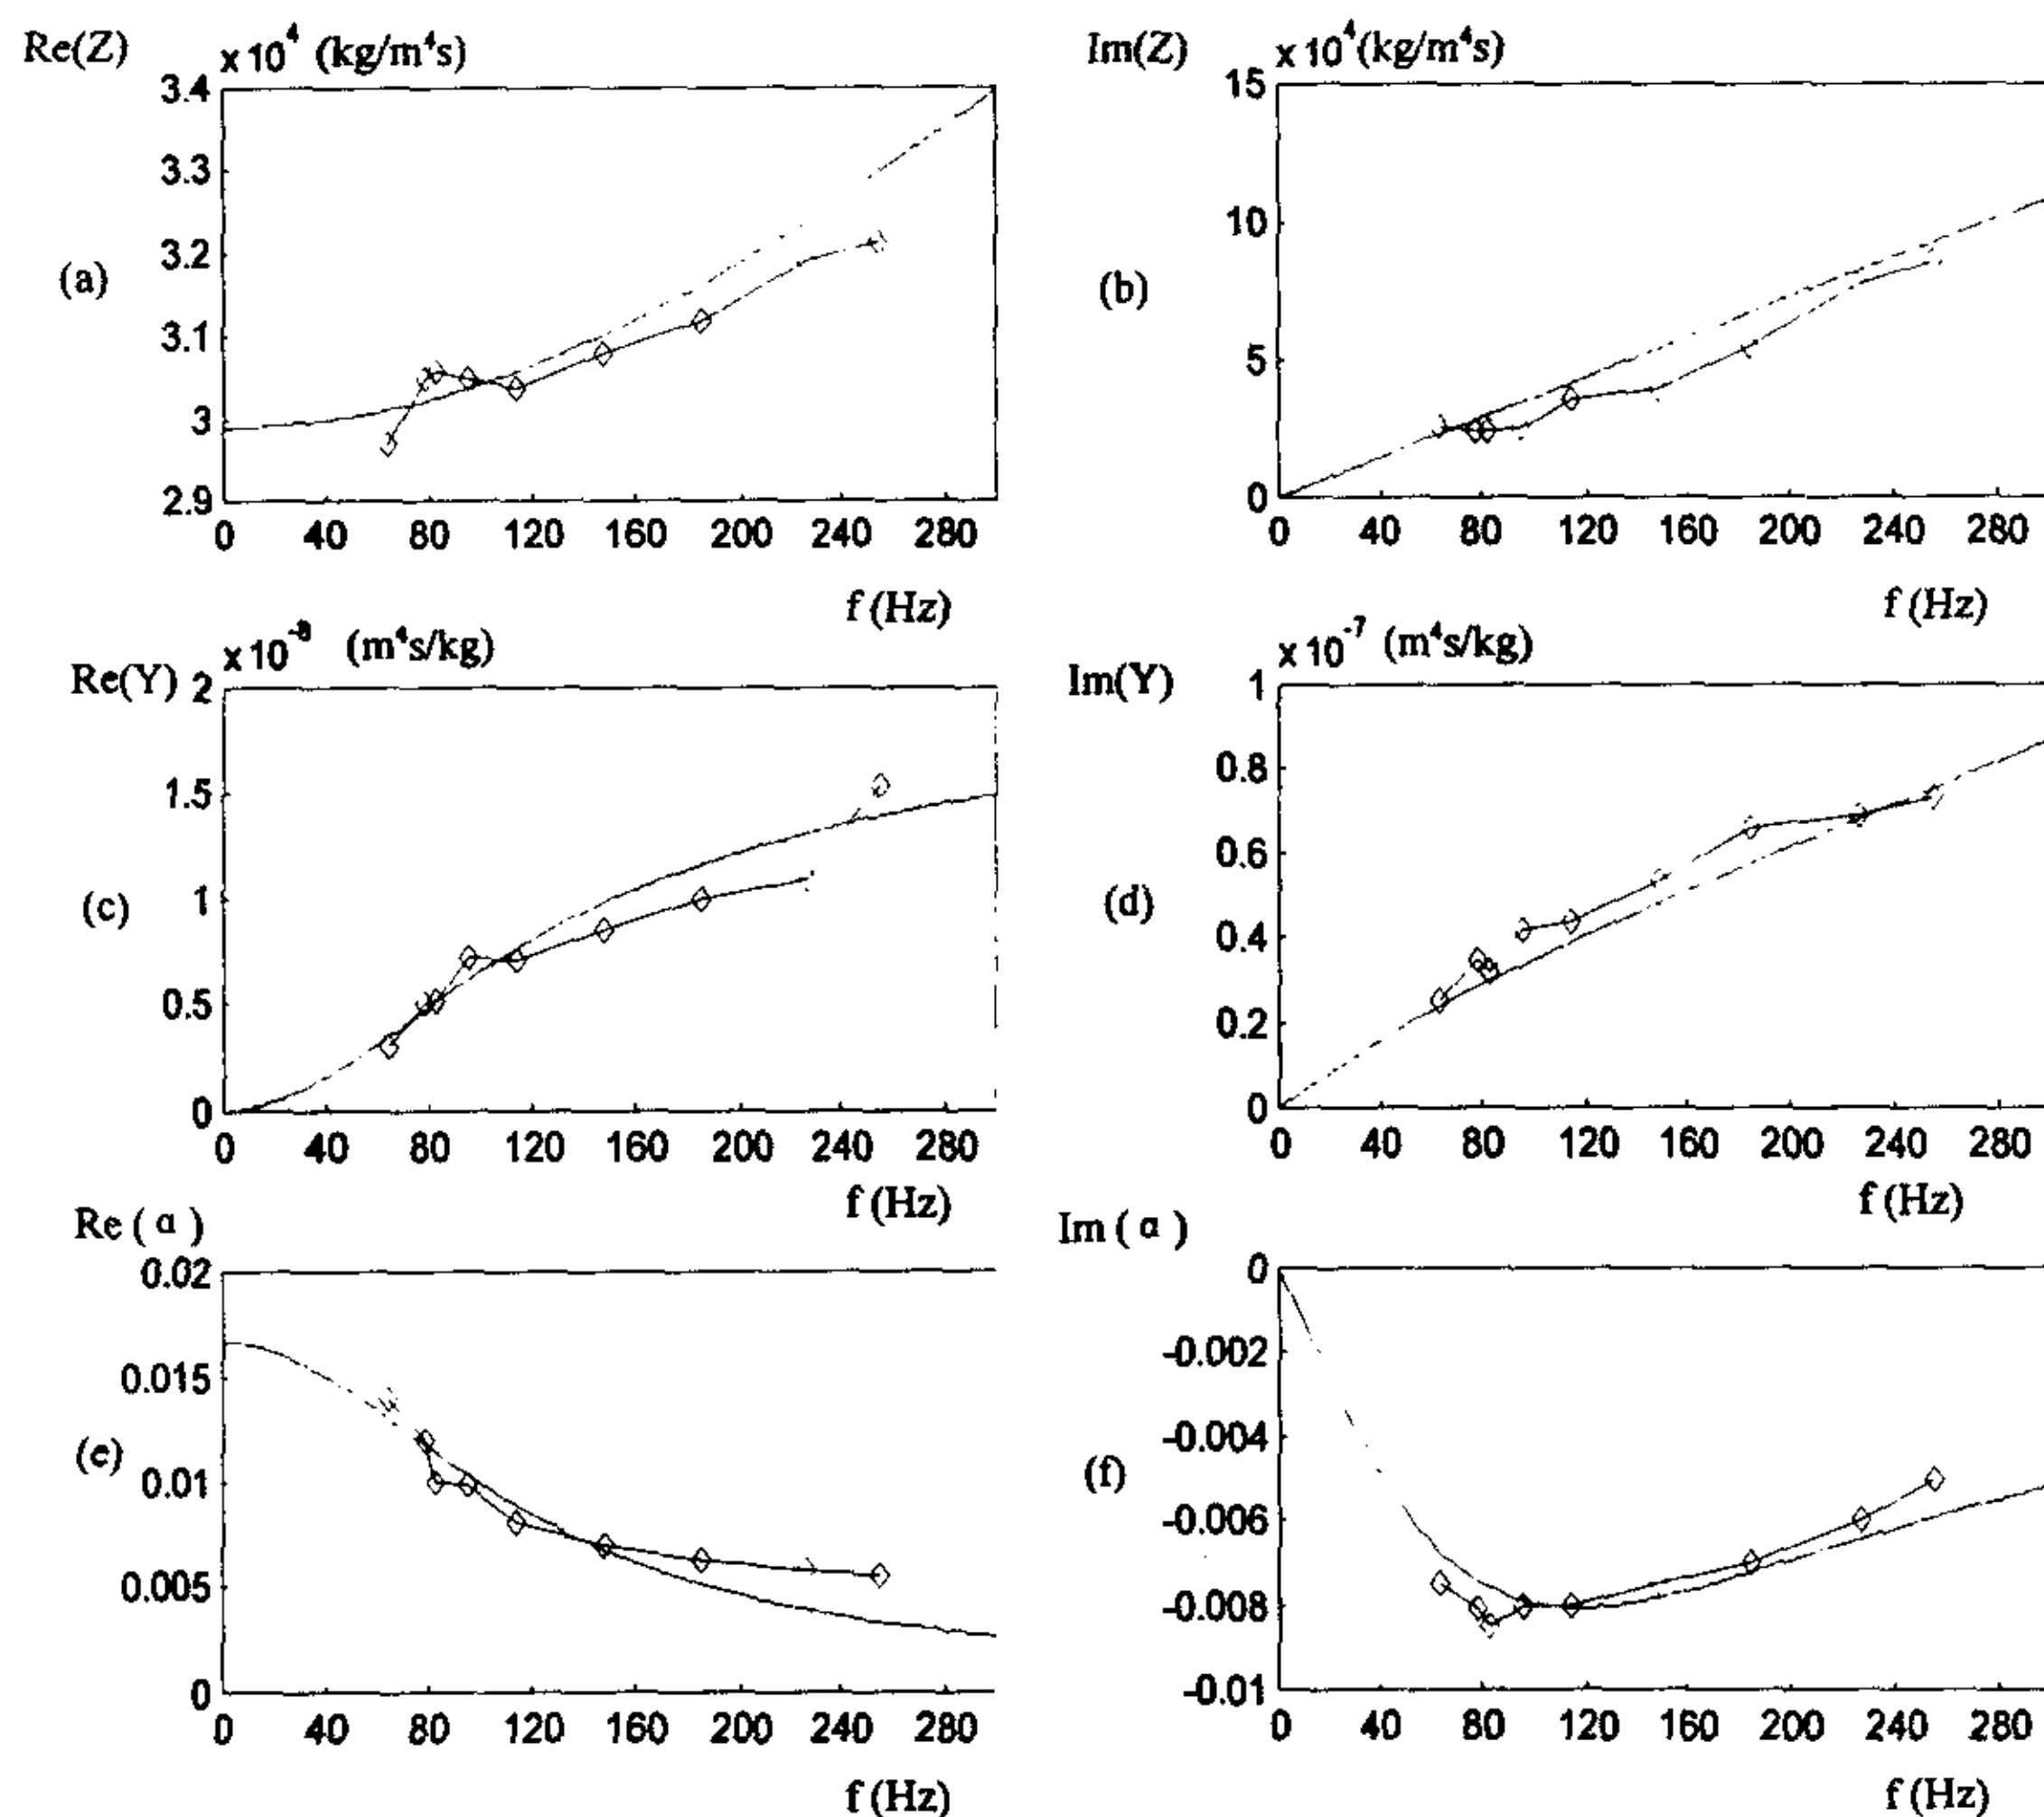 Re(Z) ×10^4 (kg/m^4s)
3.4
3.3
3.2
3.1
3
2.9
(a)
0 40 80 120 160 200 240 280
f (Hz)
Im(Z) ×10^4(kg/m^4s)
15
10
5
0
(b)
0 40 80 120 160 200 240 280
f (Hz)
Re(Y) ×10^-8 (m^4s/kg)
2
1.5
1
0.5
0
(c)
0 40 80 120 160 200 240 280
f (Hz)
Im(Y) ×10^-7 (m^4s/kg)
1
0.8
0.6
0.4
0.2
0
(d)
0 40 80 120 160 200 240 280
f (Hz)
Re ( α )
0.02
0.015
0.01
0.005
0
(e)
0 40 80 120 160 200 240 280
f (Hz)
Im ( α )
0
-0.002
-0.004
-0.006
-0.008
-0.01
(f)
0 40 80 120 160 200 240 280
f (Hz)